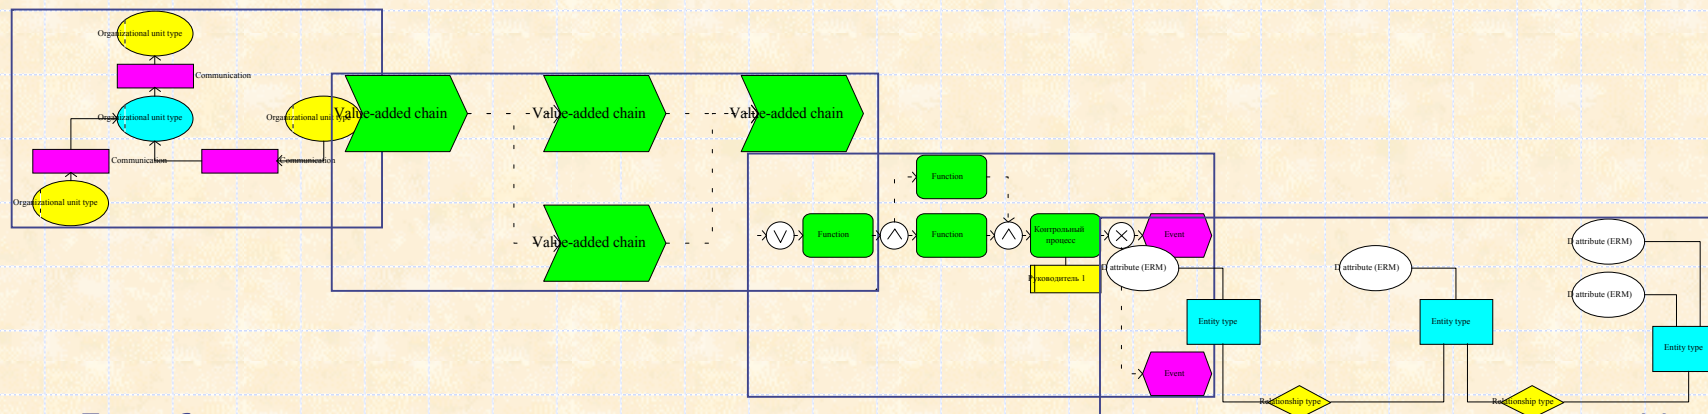 Organizational unit type
Communication
Organizational unit type
Organizational unit type
Communication
Communication
Organizational unit type
Value-added chain
Value-added chain
Value-added chain
Value-added chain
Function
Function
Function
Контрольный
процесс
Руководитель 1
Event
Event
D attribute (ERM)
D attribute (ERM)
D attribute (ERM)
D attribute (ERM)
Entity type
Entity type
Entity type
Relationship type
Relationship type